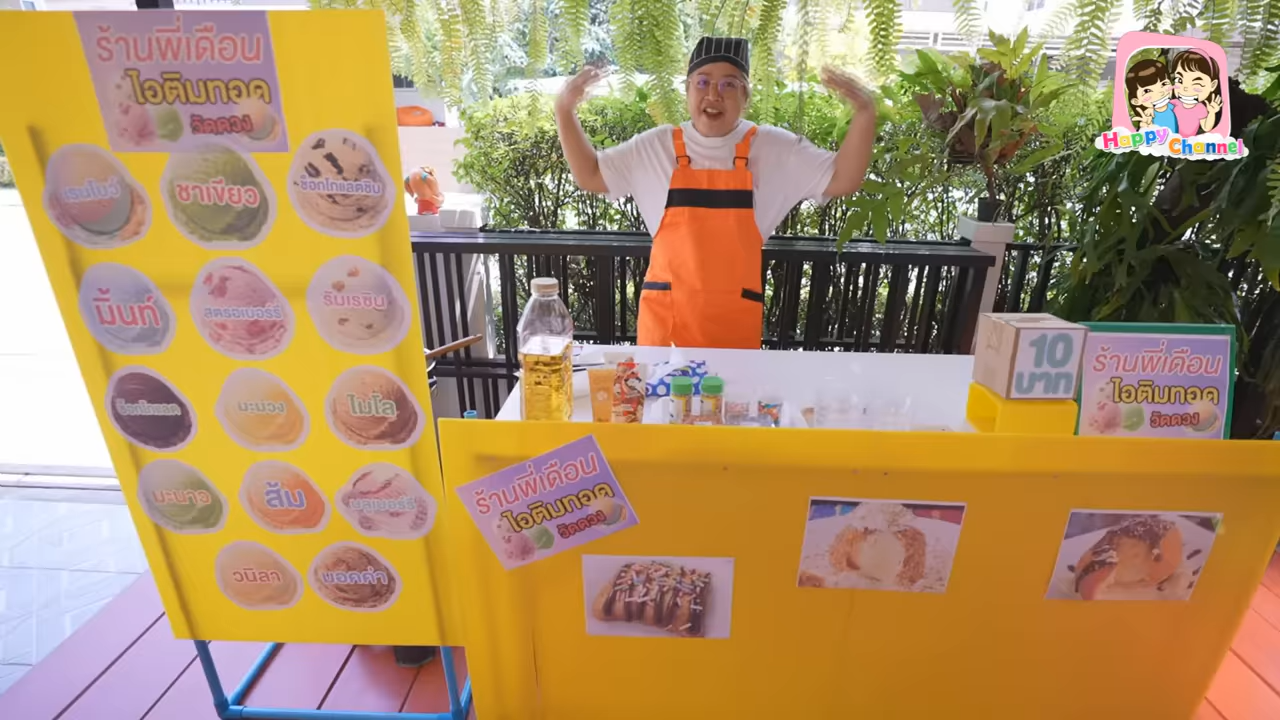 ร้านพี่เดือน
ไอติมทอด
วัดดวง
เรนโบว์
ชาเขียว
ช็อกโกแลตชิบ
มิ้นท์
สตรอเบอร์รี่
รัมเรซิน
ช็อกโกแลต
มะม่วง
ไมโล
มะนาว
ส้ม
บลูเบอร์รี่
วนิลา
ร้านพี่เดือน
ไอติมทอด
วัดดวง
10
บาท
ร้านพี่เดือน
ไอติมทอด
วัดดวง
Happy Channel